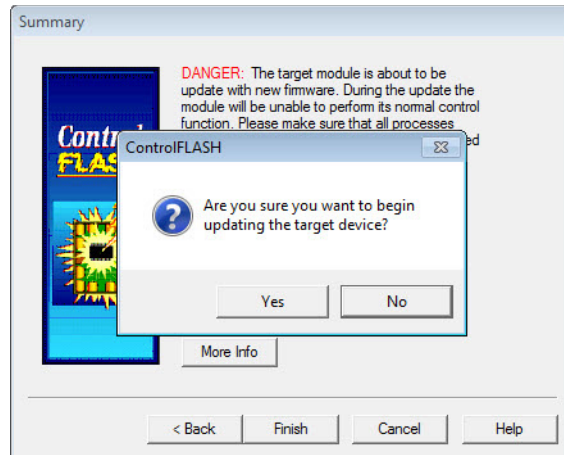 Summary
DANGER: The target module is about to be
update with new firmware. During the update the
module will be unable to perform its normal control
function. Please make sure that all processes
ControlFLASH
Are you sure you want to begin
updating the target device?
Yes
No
More Info
< Back
Finish
Cancel
Help